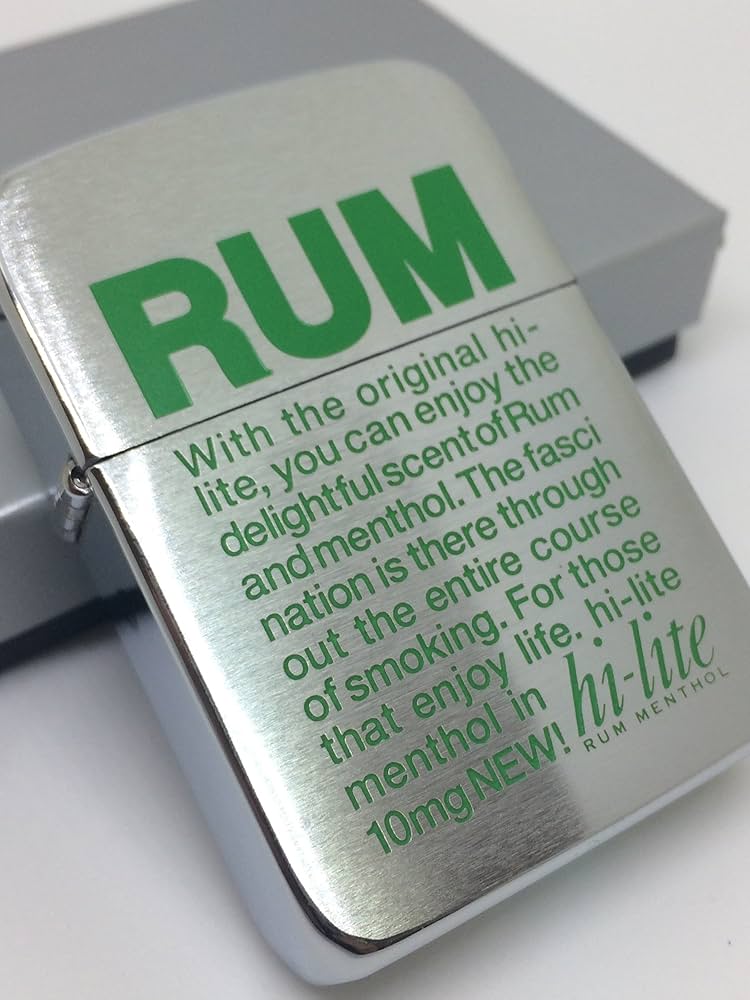 RUM
With the original hi-
lite, you can enjoy the
delightful scent of Rum
and menthol. The fasci
nation is there through
out the entire course
of smoking. For those
that enjoy life. hi-lite
menthol in
10mg NEW!
hi-lite
RUM MENTHOL